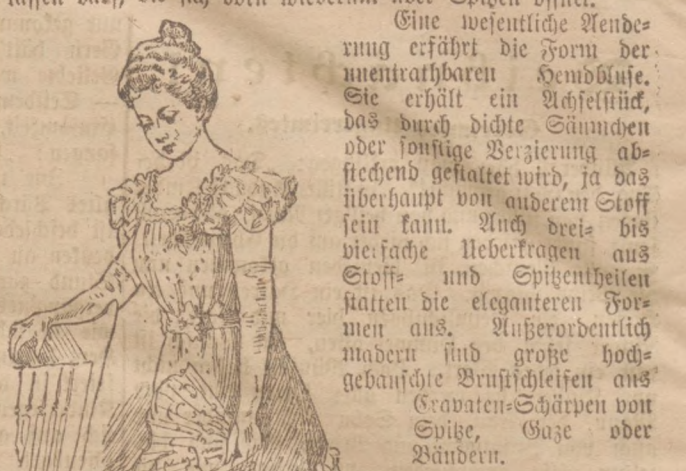 Eine wesentliche Aende-
rung erfährt die Form der
unentrathbaren Hemdbluse.
Sie erhält ein Achselstück,
das durch dichte Säumchen
oder sonstige Verzierung ab-
stechend gestaltet wird, ja das
überhaupt von anderem Stoff
sein kann. Auch drei- bis
vierfache Ueberkragen aus
Stoff- und Spitzentheilen
statten die eleganteren For-
men aus. Außerordentlich
madern sind große hoch-
gebauschte Brustschleifen aus
Cravaten-Schärpen von
Spitze, Gaze oder
Bändern.